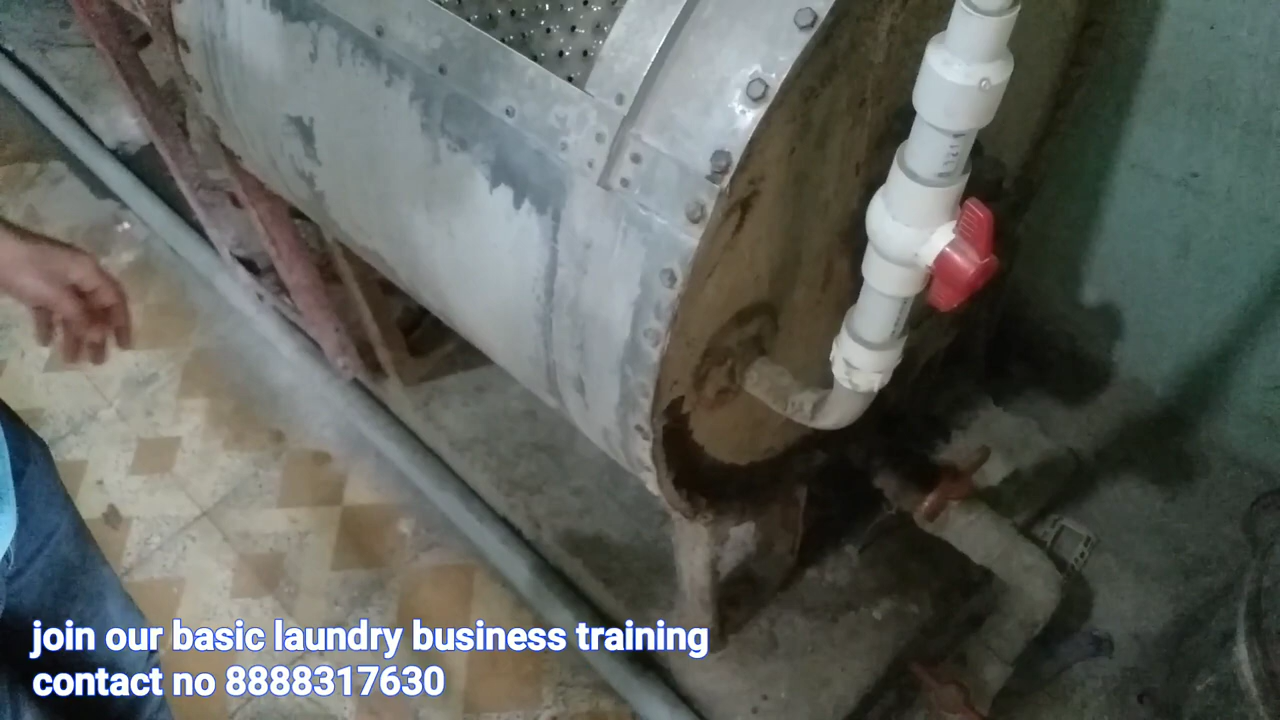 join our basic laundry business training
contact no 8888317630